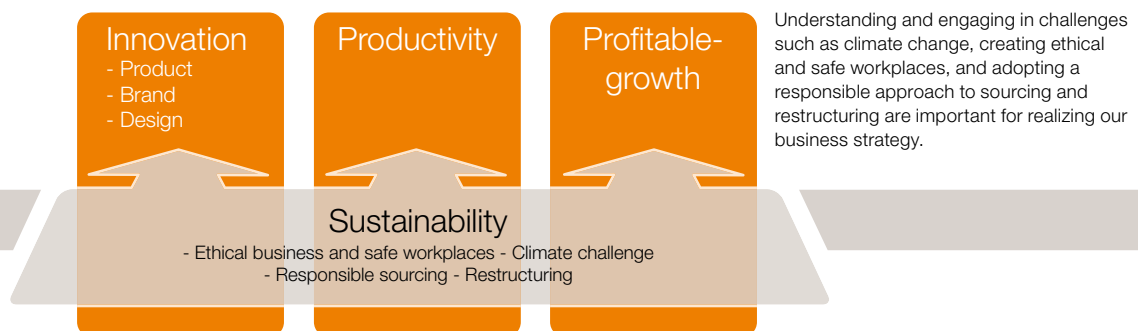 Innovation
- Product
- Brand
- Design
Productivity
Profitable-
growth
Understanding and engaging in challenges
such as climate change, creating ethical
and safe workplaces, and adopting a
responsible approach to sourcing and
restructuring are important for realizing our
business strategy.
Sustainability
- Ethical business and safe workplaces - Climate challenge
- Responsible sourcing - Restructuring